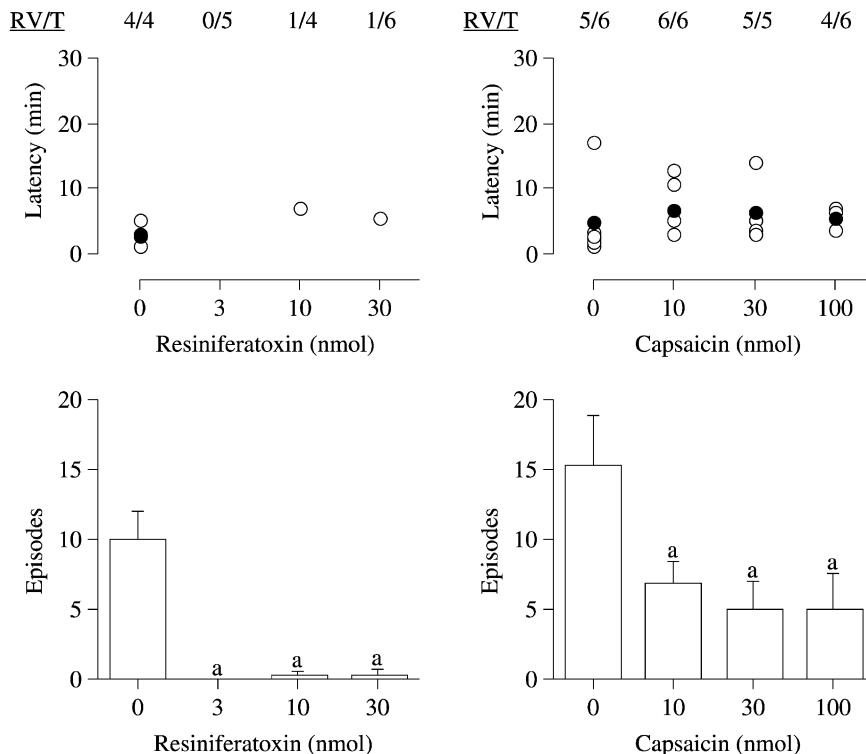 RV/T 4/4 0/5 1/4 1/6
30
20
10
0
Latency (min)
0 3 10 30
Resiniferatoxin (nmol)
RV/T 5/6 6/6 5/5 4/6
30
20
10
0
Latency (min)
0 10 30 100
Capsaicin (nmol)
20
15
10
5
0
Episodes
a a a
0 3 10 30
Resiniferatoxin (nmol)
20
15
10
5
0
Episodes
a a a
0 10 30 100
Capsaicin (nmol)